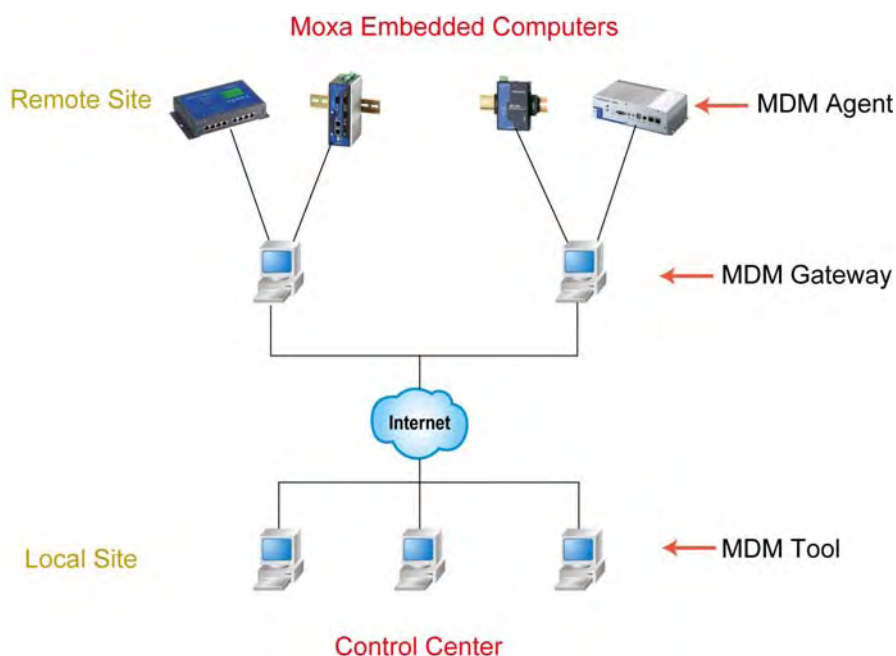 Moxa Embedded Computers
Remote Site
MDM Agent
MDM Gateway
Internet
Local Site
MDM Tool
Control Center